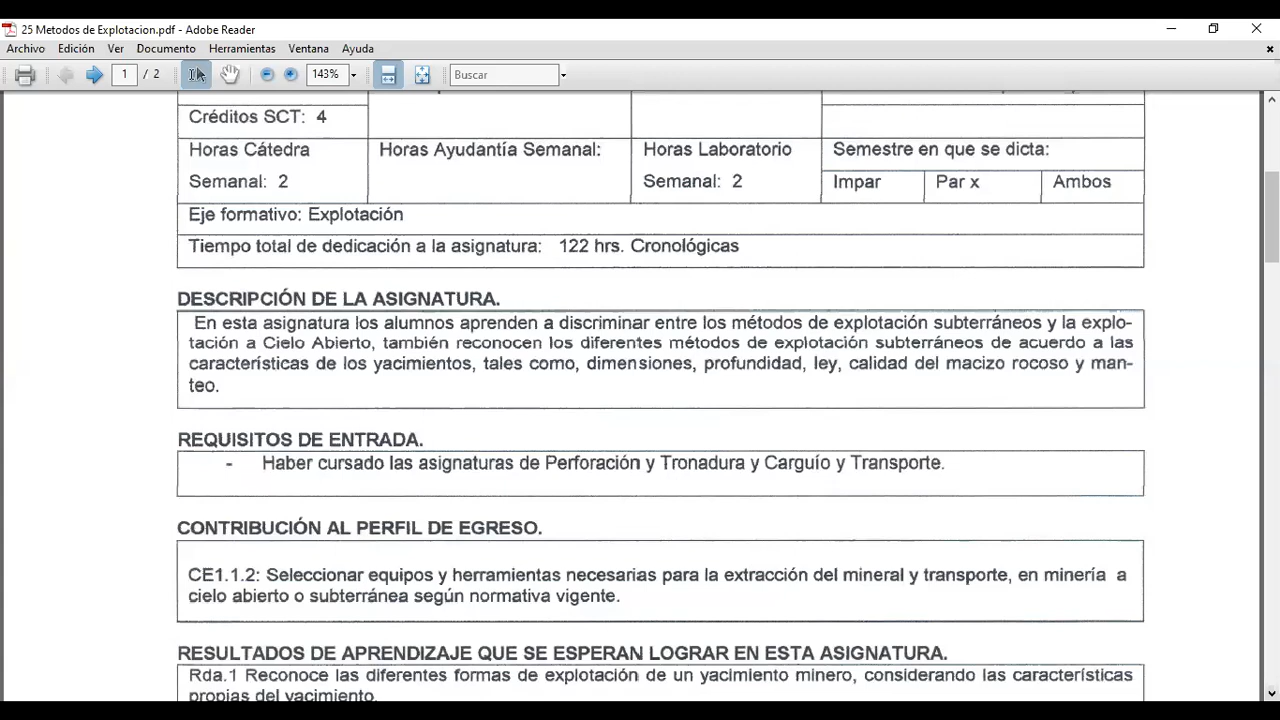 25 Metodos de Explotacion.pdf - Adobe Reader
Archivo Edición Ver Documento Herramientas Ventana Ayuda
1 / 2 143% Buscar
Créditos SCT: 4
Horas Cátedra Horas Ayudantía Semanal: Horas Laboratorio Semestre en que se dicta:
Semanal: 2 Semanal: 2 Impar Par x Ambos
Eje formativo: Explotación
Tiempo total de dedicación a la asignatura: 122 hrs. Cronológicas
DESCRIPCIÓN DE LA ASIGNATURA.
En esta asignatura los alumnos aprenden a discriminar entre los métodos de explotación subterráneos y la explo-
tación a Cielo Abierto, también reconocen los diferentes métodos de explotación subterráneos de acuerdo a las
características de los yacimientos, tales como, dimensiones, profundidad, ley, calidad del macizo rocoso y man-
teo.
REQUISITOS DE ENTRADA.
- Haber cursado las asignaturas de Perforación y Tronadura y Carguío y Transporte.
CONTRIBUCIÓN AL PERFIL DE EGRESO.
CE1.1.2: Seleccionar equipos y herramientas necesarias para la extracción del mineral y transporte, en minería a
cielo abierto o subterránea según normativa vigente.
RESULTADOS DE APRENDIZAJE QUE SE ESPERAN LOGRAR EN ESTA ASIGNATURA.
Rda.1 Reconoce las diferentes formas de explotación de un yacimiento minero, considerando las características
propias del yacimiento.